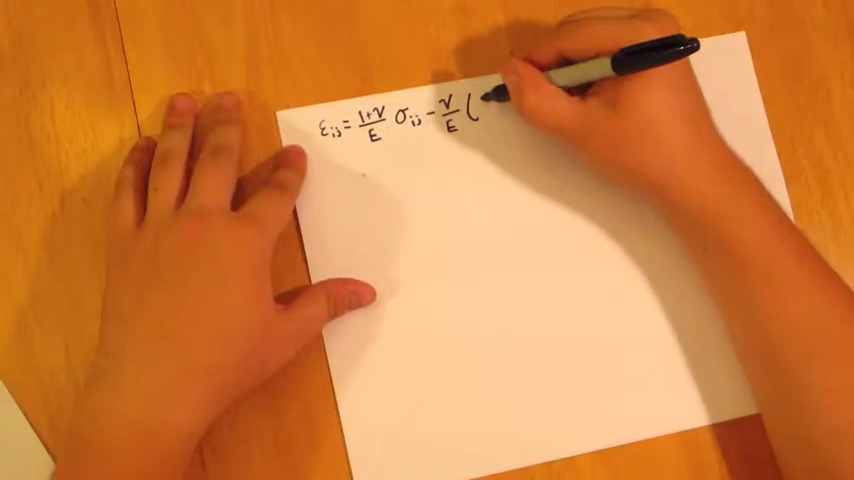 εij = 1+ν/E σij - ν/E (